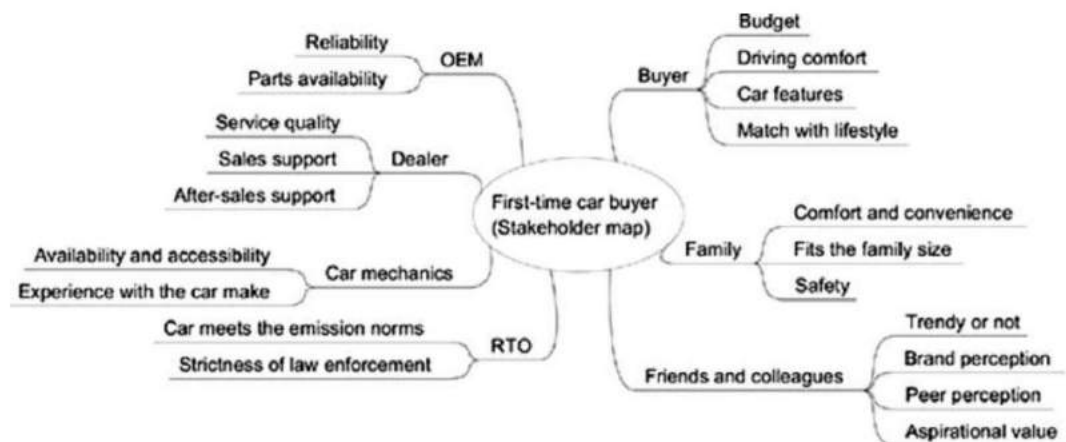 First-time car buyer
(Stakeholder map)
OEM
Reliability
Parts availability
Dealer
Service quality
Sales support
After-sales support
Car mechanics
Availability and accessibility
Experience with the car make
RTO
Car meets the emission norms
Strictness of law enforcement
Buyer
Budget
Driving comfort
Car features
Match with lifestyle
Family
Comfort and convenience
Fits the family size
Safety
Friends and colleagues
Trendy or not
Brand perception
Peer perception
Aspirational value